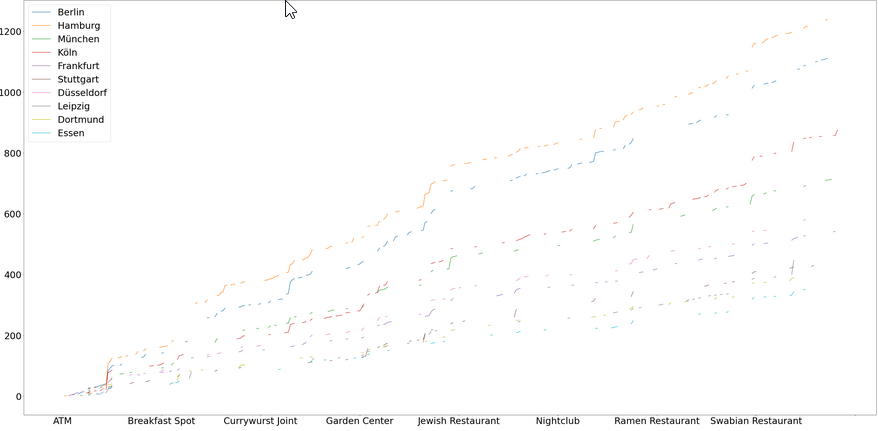 Berlin
Hamburg
München
Köln
Frankfurt
Stuttgart
Düsseldorf
Leipzig
Dortmund
Essen
1200
1000
800
600
400
200
0
ATM Breakfast Spot Currywurst Joint Garden Center Jewish Restaurant Nightclub Ramen Restaurant Swabian Restaurant